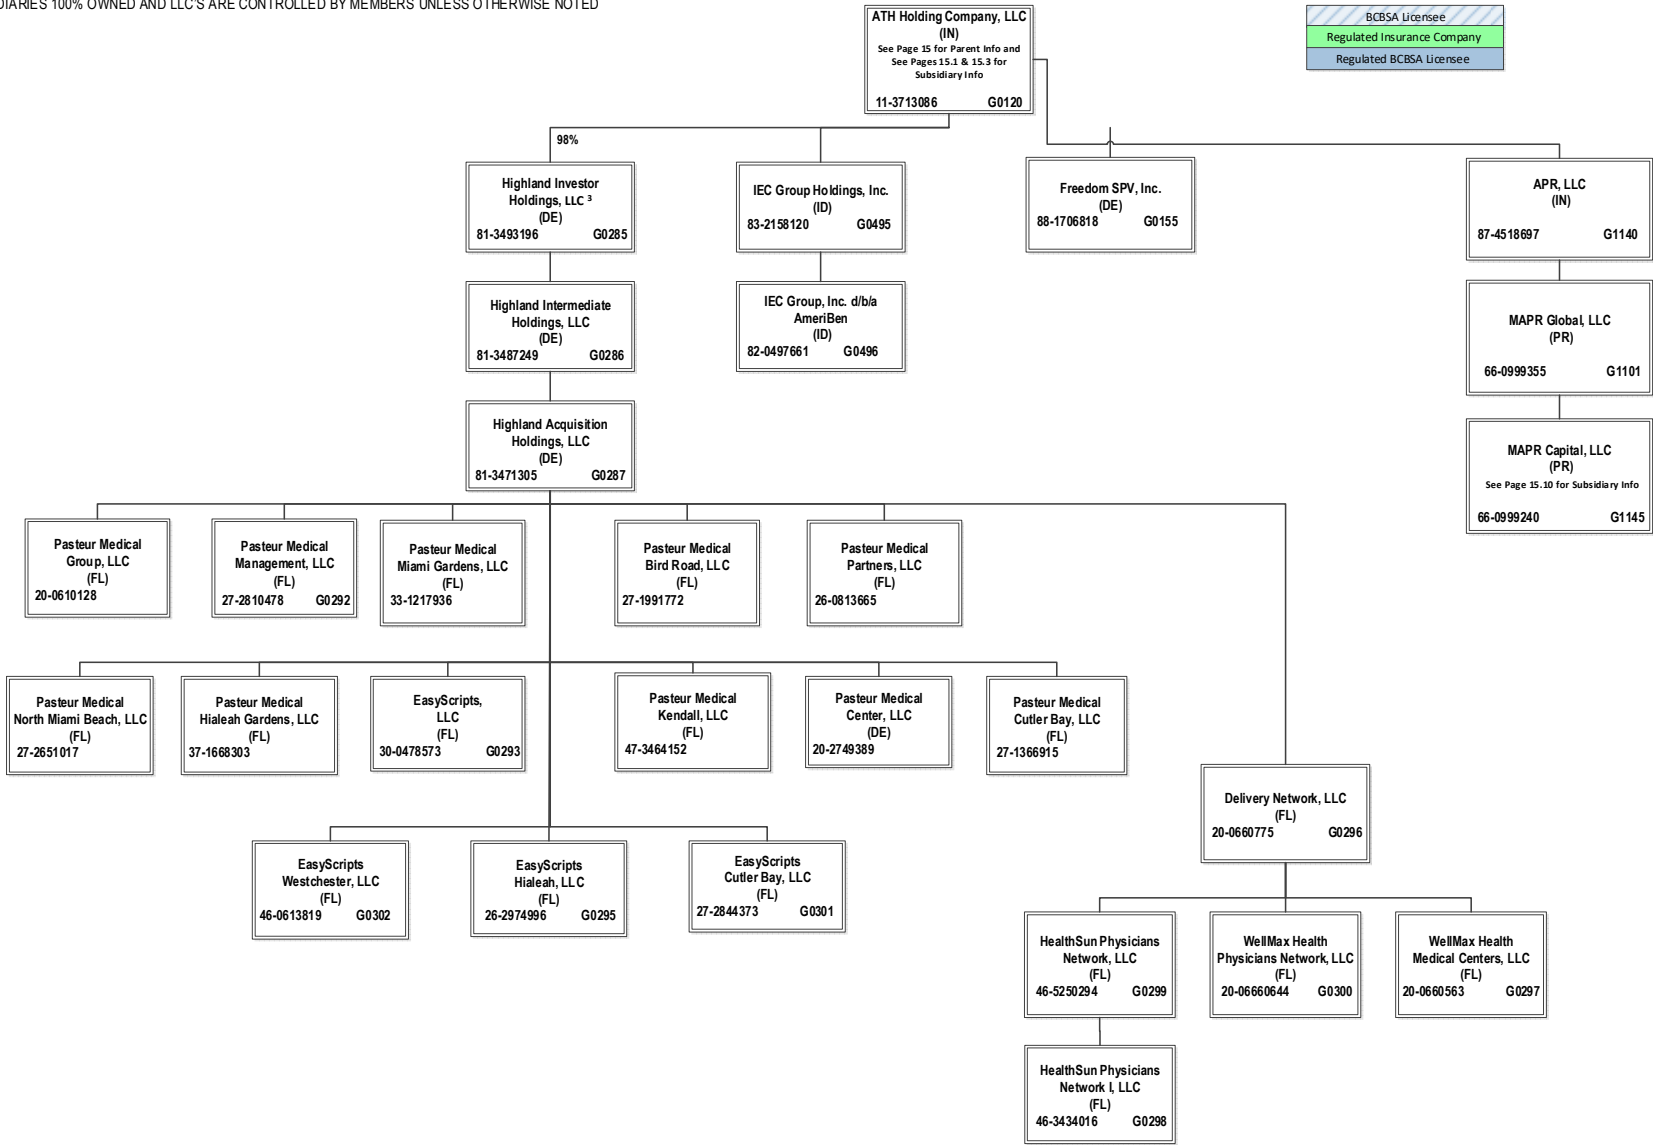 DIARIES 100% OWNED AND LLC'S ARE CONTROLLED BY MEMBERS UNLESS OTHERWISE NOTED
ATH Holding Company, LLC
(IN)
See Page 15 for Parent Info and
See Pages 15.1 & 15.3 for
Subsidiary Info
11-3713086 G0120
BCBSA Licensee
Regulated Insurance Company
Regulated BCBSA Licensee
98%
Highland Investor
Holdings, LLC ³
(DE)
81-3493196 G0285
IEC Group Holdings, Inc.
(ID)
83-2158120 G0495
Freedom SPV, Inc.
(DE)
88-1706818 G0155
APR, LLC
(IN)
87-4518697 G1140
Highland Intermediate
Holdings, LLC
(DE)
81-3487249 G0286
IEC Group, Inc. d/b/a
AmeriBen
(ID)
82-0497661 G0496
MAPR Global, LLC
(PR)
66-0999355 G1101
Highland Acquisition
Holdings, LLC
(DE)
81-3471305 G0287
MAPR Capital, LLC
(PR)
See Page 15.10 for Subsidiary Info
66-0999240 G1145
Pasteur Medical
Group, LLC
(FL)
20-0610128
Pasteur Medical
Management, LLC
(FL)
27-2810478 G0292
Pasteur Medical
Miami Gardens, LLC
(FL)
33-1217936
Pasteur Medical
Bird Road, LLC
(FL)
27-1991772
Pasteur Medical
Partners, LLC
(FL)
26-0813665
Pasteur Medical
North Miami Beach, LLC
(FL)
27-2651017
Pasteur Medical
Hialeah Gardens, LLC
(FL)
37-1668303
EasyScripts,
LLC
(FL)
30-0478573 G0293
Pasteur Medical
Kendall, LLC
(FL)
47-3464152
Pasteur Medical
Center, LLC
(DE)
20-2749389
Pasteur Medical
Cutler Bay, LLC
(FL)
27-1366915
Delivery Network, LLC
(FL)
20-0660775 G0296
EasyScripts
Westchester, LLC
(FL)
46-0613819 G0302
EasyScripts
Hialeah, LLC
(FL)
26-2974996 G0295
EasyScripts
Cutler Bay, LLC
(FL)
27-2844373 G0301
HealthSun Physicians
Network, LLC
(FL)
46-5250294 G0299
WellMax Health
Physicians Network, LLC
(FL)
20-06660644 G0300
WellMax Health
Medical Centers, LLC
(FL)
20-0660563 G0297
HealthSun Physicians
Network I, LLC
(FL)
46-3434016 G0298